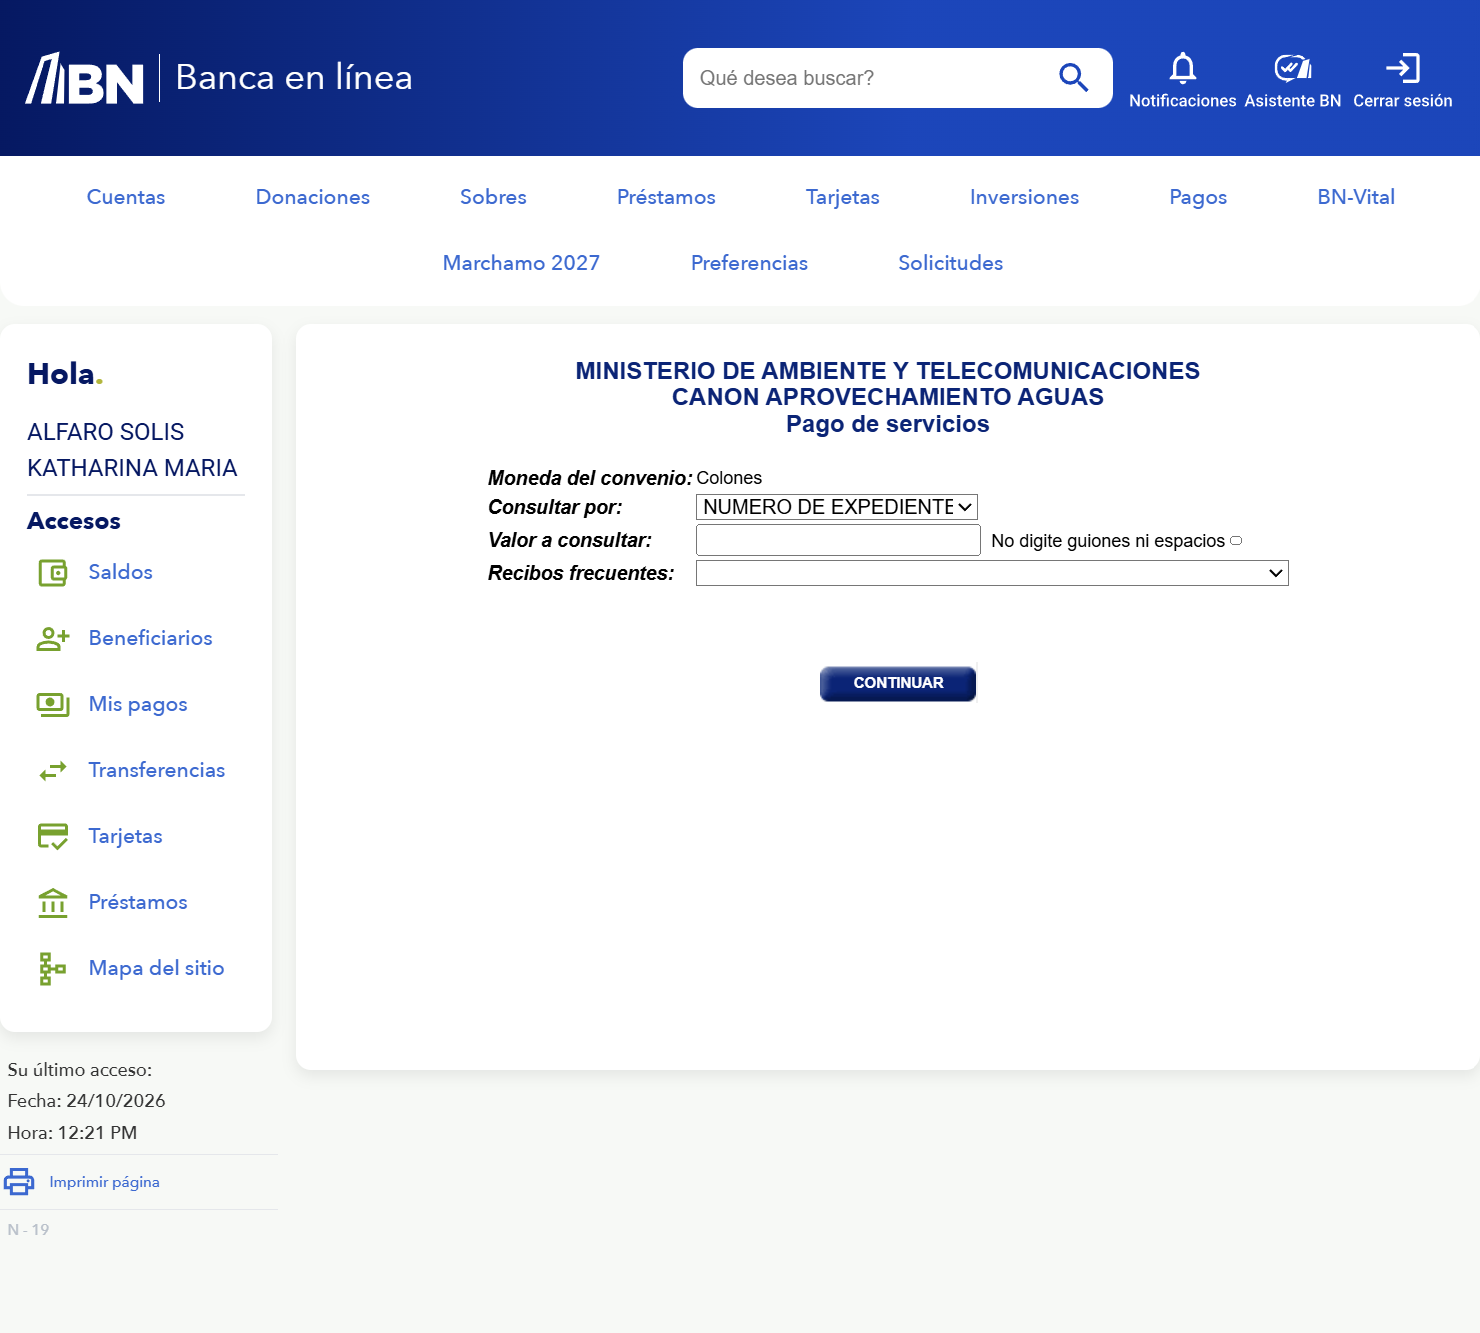 BN Banca en línea
Qué desea buscar?
Notificaciones Asistente BN Cerrar sesión
Cuentas Donaciones Sobres Préstamos Tarjetas Inversiones Pagos BN-Vital
Marchamo 2027 Preferencias Solicitudes
Hola.
ALFARO SOLIS
KATHARINA MARIA
Accesos
Saldos
Beneficiarios
Mis pagos
Transferencias
Tarjetas
Préstamos
Mapa del sitio
Su último acceso:
Fecha: 24/10/2026
Hora: 12:21 PM
Imprimir página
N - 19
MINISTERIO DE AMBIENTE Y TELECOMUNICACIONES
CANON APROVECHAMIENTO AGUAS
Pago de servicios
Moneda del convenio: Colones
Consultar por: NUMERO DE EXPEDIENTE
Valor a consultar: No digite guiones ni espacios
Recibos frecuentes:
CONTINUAR